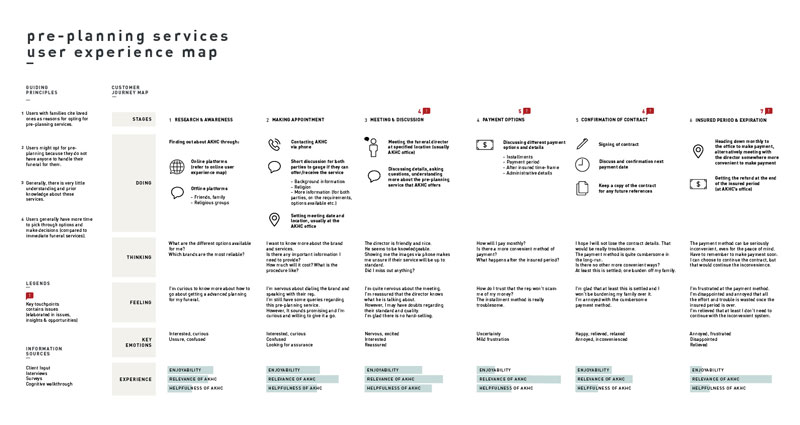 pre-planning services
user experience map
GUIDING
PRINCIPLES
1 Users with families cite loved
ones as reasons for opting for
pre-planning services.
2 Users might opt for pre-
planning because they do not
have anyone to handle their
funeral for them.
3 Generally, there is very little
understanding and prior
knowledge about these
services.
4 Users generally have more time
to pick through options and
make decisions (compared to
immediate funeral services)
LEGENDS
Key touchpoints
contains issues
(elaborated in issues,
insights & opportunities)
INFORMATION
SOURCES
Client Input
Interviews
Surveys
Cognitive walkthrough
CUSTOMER
JOURNEY MAP
STAGES
DOING
THINKING
FEELING
KEY
EMOTIONS
EXPERIENCE
1 RESEARCH & AWARENESS
Finding out about AKHC through:
Online platforms
(refer to online user
experience map)
Offline platforms
- Friends, family
- Religious groups
What are the different options available
for me?
Which brands are the most reliable?
I'm curious to know more about how to
go about getting a advanced planning
for my funeral.
Interested, curious
Unsure, confused
ENJOYABILITY
RELEVANCE OF AKHC
HELPFULNESS OF AKHC
2 MAKING APPOINTMENT
Contacting AKHC
via phone
Short discussion for both
parties to gauge if they can
offer/receive the service
- Background information
- Religion
- More information (for both
parties, on the requirements,
options available etc.)
Setting meeting date and
location, usually at the
AKHC office
I want to know more about the brand
and services.
Is there any important information I
need to provide?
How much will it cost? What is the
procedure like?
I'm nervous about dialing the brand and
speaking with their rep.
I'm still have some queries regarding
this pre-planning service.
However, it sounds promising and I'm
curious and willing to give it a go.
Interested, curious
Confused
Looking for assurance
ENJOYABILITY
RELEVANCE OF AKHC
HELPFULNESS OF AKHC
4
3 MEETING & DISCUSSION
Meeting the funeral director
at specified location (usually
AKHC office)
Discussing details, asking
questions, understanding
more about the pre-planning
service that AKHC offers
The director is friendly and nice.
He seems to be knowledgeable.
Showing me the images via phone makes
me unsure if their service will be up to
standard.
Did I miss out anything?
I'm quite nervous about the meeting.
I'm reassured that the director knows
what he is talking about.
However, I may have doubts regarding
their standard and quality.
I'm glad there is no hard-selling.
Nervous, excited
Interested
Reassured
ENJOYABILITY
RELEVANCE OF AKHC
HELPFULNESS OF AKHC
5
4 PAYMENT OPTIONS
Discussing different payment
options and details
- Installments
- Payment period
- After insured time-frame
- Administrative details
How will I pay monthly?
Is there a more convenient method of
payment?
What happens after the insured period?
How do I trust that the rep won't scam
me of my money?
The installment method is really
troublesome.
Uncertainty
Mild frustration
ENJOYABILITY
RELEVANCE OF AKHC
HELPFULNESS OF AKHC
5 CONFIRMATION OF CONTRACT
Signing of contract
Discuss and confirmation next
payment date
Keep a copy of the contract
for any future references
I hope I will not lose the contract details. That
would be really troublesome.
The payment method is quite cumbersome in
the long-run.
Is there no other more convenient ways?
At least this is settled, one burden off my family.
I'm glad that at least this is settled and I
won't be burdening my family over it.
I'm annoyed with the cumbersome
payment method.
Happy, relieved, relaxed
Annoyed, inconvenienced
ENJOYABILITY
RELEVANCE OF AKHC
HELPFULNESS OF AKHC
7
6 INSURED PERIOD & EXPIRATION
Heading down monthly to
the office to make payment,
alternatively meeting with
the director somewhere more
convenient to make payment
Getting the refund at the end
of the insured period
(at AKHC's office)
The payment method can be seriously
inconvenient, even for the peace of mind.
Have to remember to make payment soon.
I can choose to continue the contract, but
that would continue the inconvenience.
I'm frustrated at the payment method.
I'm disappointed and annoyed that all
the effort and trouble is wasted once the
insured period is over.
I'm relieved that at least I don't need to
continue with the inconvenient system.
Annoyed, frustrated
Disappointed
Relieved
ENJOYABILITY
RELEVANCE OF AKHC
HELPFULNESS OF AKHC